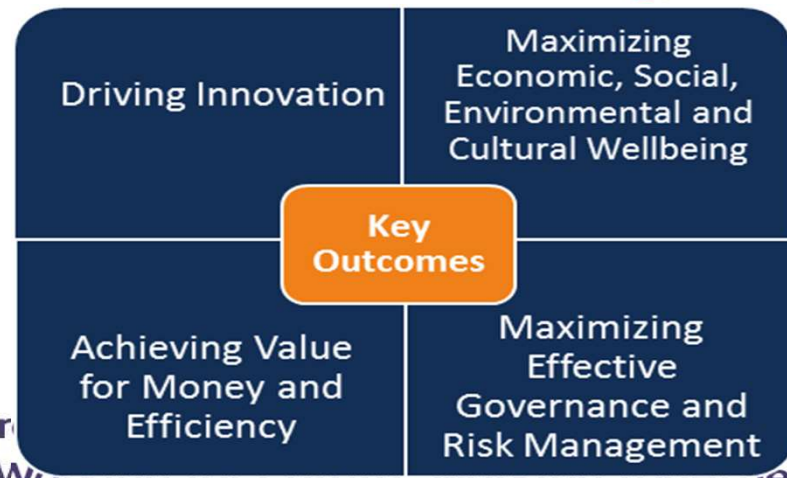 Driving Innovation
Maximizing
Economic, Social,
Environmental and
Cultural Wellbeing
Key
Outcomes
Achieving Value
for Money and
Efficiency
Maximizing
Effective
Governance and
Risk Management